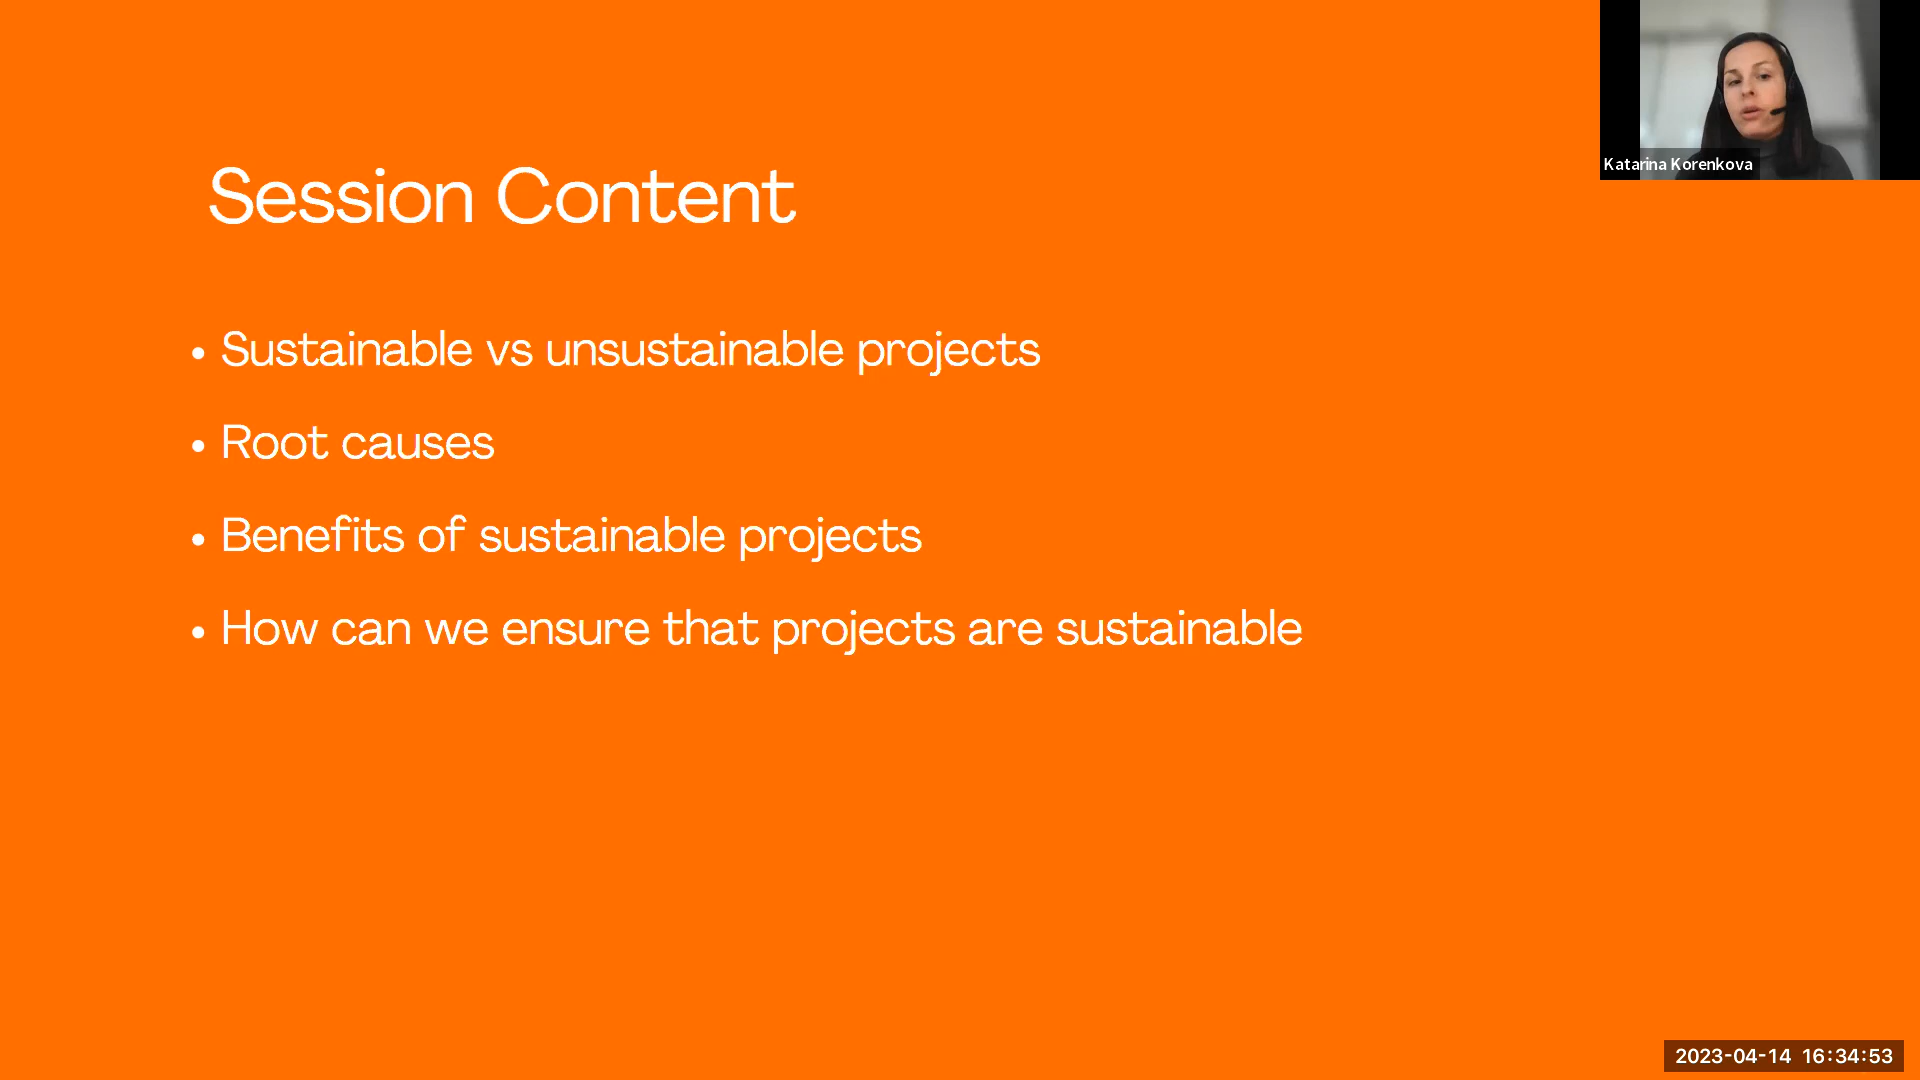 Katarina Korenkova
Session Content
• Sustainable vs unsustainable projects
• Root causes
• Benefits of sustainable projects
• How can we ensure that projects are sustainable
2023-04-14 16:34:53